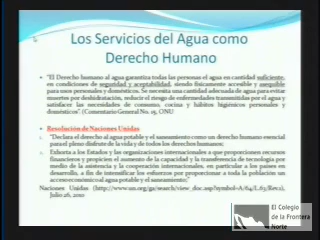 Los Servicios del Agua como
Derecho Humano
"El Derecho humano al agua garantiza todas las personas el agua en cantidad suficiente,
en condiciones de seguridad y aceptabilidad, siendo físicamente accesible y asequible
para usos personales y domésticos. Se necesita una cantidad adecuada de agua para evitar
muertes por deshidratación, reducir el riesgo de enfermedades transmitidas por el agua y
satisfacer las necesidades de consumo, cocina y hábitos higiénicos personales y
domésticos". (Comentario General No. 15, ONU
Resolución de Naciones Unidas
1. "Declara el derecho al agua potable y el saneamiento como un derecho humano esencial
para el pleno disfrute de la vida y de todos los derechos humanos;
2. Exhorta a los Estados y las organizaciones internacionales a que proporcionen recursos
financieros y propicien el aumento de la capacidad y la transferencia de tecnología por
medio de la asistencia y la cooperación internacionales, en particular a los países en
desarrollo, a fin de intensificar los esfuerzos por proporcionar a toda la población un
acceso económico al agua potable y el saneamiento;"
Naciones Unidas (http://www.un.org/ga/search/view_doc.asp?symbol=A/64/L.63/Rev.1),
Julio 26, 2010
El Colegio
de la Frontera
Norte